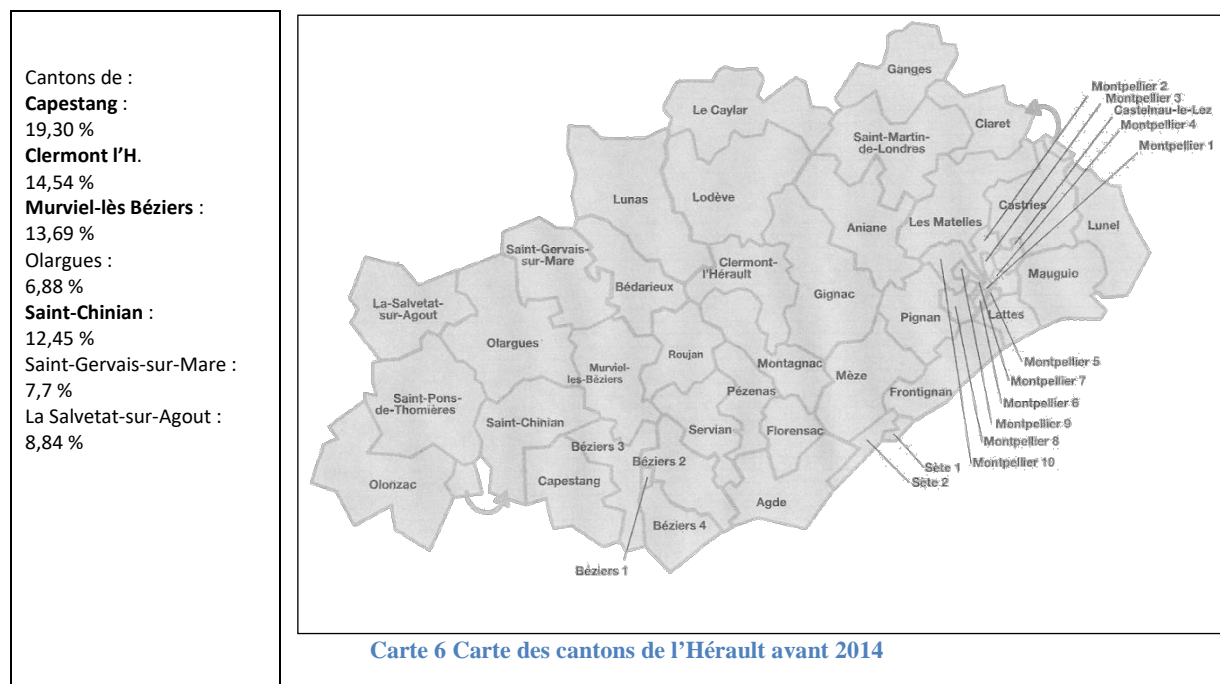 Cantons de :
Capestang :
19,30 %
Clermont l’H.
14,54 %
Murviel-lès Béziers :
13,69 %
Olargues :
6,88 %
Saint-Chinian :
12,45 %
Saint-Gervais-sur-Mare :
7,7 %
La Salvetat-sur-Agout :
8,84 %
Ganges
Montpellier 2
Montpellier 3
Castelnau-le-Lez
Montpellier 4
Montpellier 1
Le Caylar
Claret
Saint-Martin-
de-Londres
Lunas
Lodève
Aniane
Les Matelles
Castries
Lunel
Saint-Gervais-
sur-Mare
Clermont-
l'Hérault
Mauguio
Bédarieux
Gignac
La-Salvetat-
sur-Agout
Pignan
Lattes
Olargues
Roujan
Murviel-
les-Béziers
Montagnac
Mèze
Montpellier 5
Montpellier 7
Montpellier 6
Montpellier 9
Montpellier 8
Montpellier 10
Pézenas
Frontignan
Saint-Pons-
de-Thomières
Saint-Chinian
Servian
Florensac
Béziers 3
Béziers 2
Sète 1
Sète 2
Olonzac
Capestang
Agde
Béziers 4
Béziers 1
Carte 6 Carte des cantons de l’Hérault avant 2014